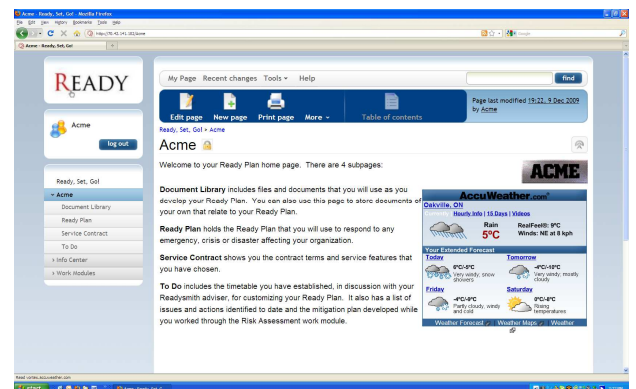 Acme - Ready, Set, Go! - Mozilla Firefox
File Edit View History Bookmarks Tools Help
Google
Acme - Ready, Set, Go!
READY
My Page Recent changes Tools Help
find
Edit page New page Print page More Table of contents
Page last modified 19:22, 9 Dec 2009
by Acme
Acme
log out
Ready, Set, Go! » Acme
Acme
Welcome to your Ready Plan home page. There are 4 subpages:
ACME
Ready, Set, Go!
Acme
Document Library
Ready Plan
Service Contract
To Do
Info Center
Work Modules
Document Library includes files and documents that you will use as you
develop your Ready Plan. You can also use this page to store documents of
your own that relate to your Ready Plan.
Ready Plan holds the Ready Plan that you will use to respond to any
emergency, crisis or disaster affecting your organization.
Service Contract shows you the contract terms and service features that
you have chosen.
To Do includes the timetable you have established, in discussion with your
Readysmith adviser, for customizing your Ready Plan. It also has a list of
issues and actions identified to date and the mitigation plan developed while
you worked through the Risk Assessment work module.
AccuWeather.com
Oakville, ON
Currently Hourly Info | 15 Days | Videos
Rain RealFeel®: 9°C
5°C Winds: NE at 8 kph
Your Extended Forecast
Today Tomorrow
0°C/-5°C
Very windy; snow
showers
-4°C/-10°C
Very windy; mostly
cloudy
Friday Saturday
-4°C/-9°C
Partly cloudy, windy
and cold
0°C/-8°C
Rising
temperatures
Weather Forecast | Weather Maps | Weather
Read vortex.accuweather.com
start